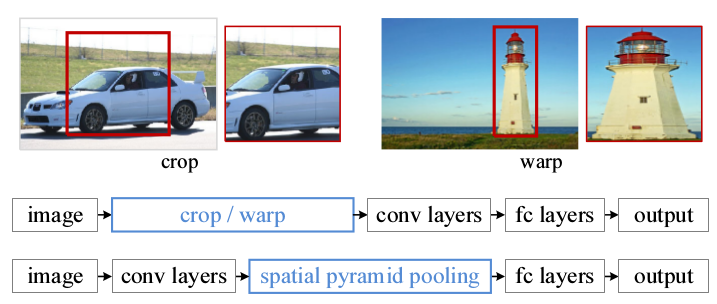 crop
warp
image crop / warp conv layers fc layers output
image conv layers spatial pyramid pooling fc layers output